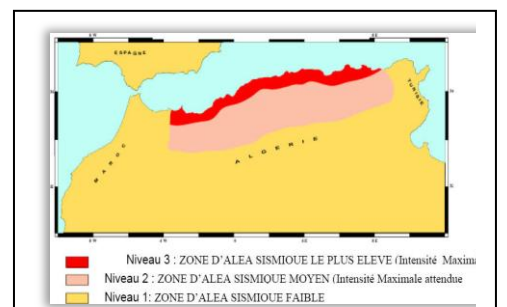 ESPAGNE
TUNISIE
MAROC
ALGERIE
Niveau 3 : ZONE D'ALEA SISMIQUE LE PLUS ELEVE (Intensité Maxima
Niveau 2 : ZONE D'ALEA SISMIQUE MOYEN (Intensité Maximale attendue
Niveau 1: ZONE D'ALEA SISMIQUE FAIBLE